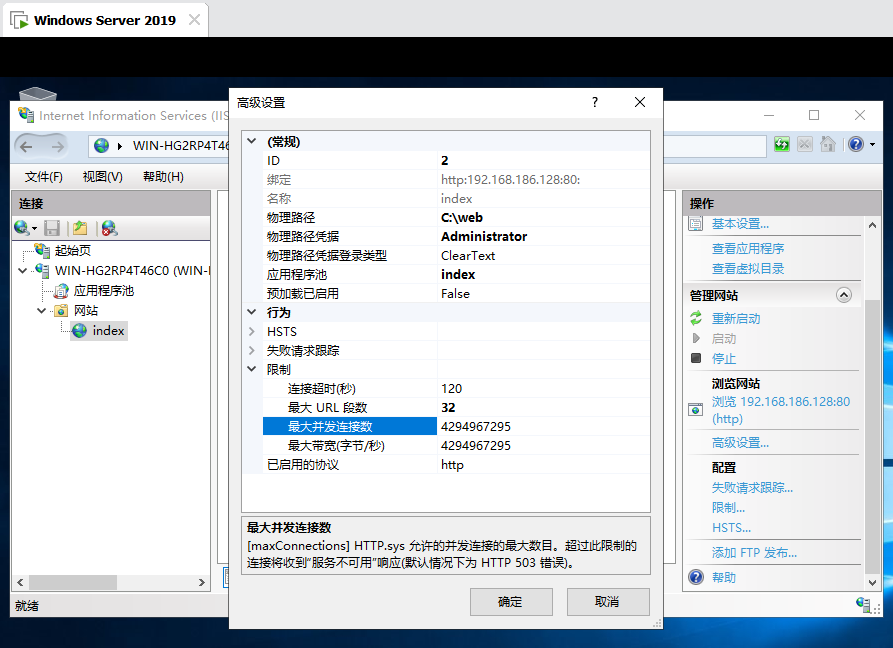 Windows Server 2019
Internet Information Services (IIS
高级设置
WIN-HG2RP4T46
文件(F) 视图(V) 帮助(H)
连接
起始页
WIN-HG2RP4T46C0 (WIN-
应用程序池
网站
index
就绪
(常规)
ID 2
绑定 http:192.168.186.128:80:
名称 index
物理路径 C:\web
物理路径凭据 Administrator
物理路径凭据登录类型 ClearText
应用程序池 index
预加载已启用 False
行为
HSTS
失败请求跟踪
限制
连接超时(秒) 120
最大 URL 段数 32
最大并发连接数 4294967295
最大带宽(字节/秒) 4294967295
已启用的协议 http
最大并发连接数
[maxConnections] HTTP.sys 允许的并发连接的最大数目。超过此限制的
连接将收到“服务不可用”响应(默认情况下为 HTTP 503 错误)。
确定 取消
操作
基本设置...
查看应用程序
查看虚拟目录
管理网站
重新启动
启动
停止
浏览网站
浏览 192.168.186.128:80
(http)
高级设置...
配置
失败请求跟踪...
限制...
HSTS...
添加 FTP 发布...
帮助